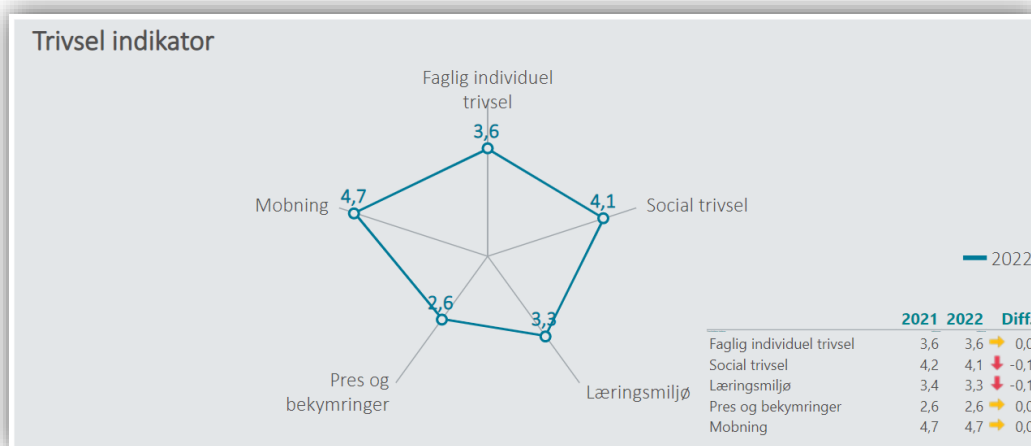 Trivsel indikator
Faglig individuel
trivsel
3,6
4,7
Mobning
4,1
Social trivsel
2,6
3,3
Pres og
bekymringer
Læringsmiljø
2022
2021 2022 Diff.
Faglig individuel trivsel 3,6 3,6 0,0
Social trivsel 4,2 4,1 -0,1
Læringsmiljø 3,4 3,3 -0,1
Pres og bekymringer 2,6 2,6 0,0
Mobning 4,7 4,7 0,0